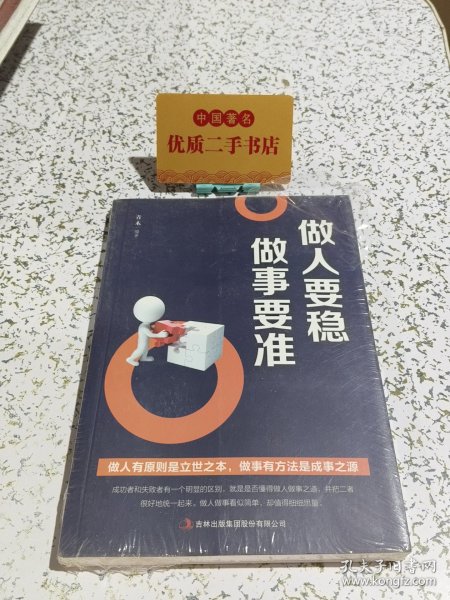 中国著名
优质二手书店
做人要稳
做事要准
编著
做人有原则是立世之本，做事有方法是成事之源
成功者和失败者有一个明显的区别，就是是否懂得做人做事之道，并把二者
很好地统一起来。做人做事看似简单，却值得细细思量。
吉林出版集团股份有限公司
孔夫子旧书网
www.kongfz.com